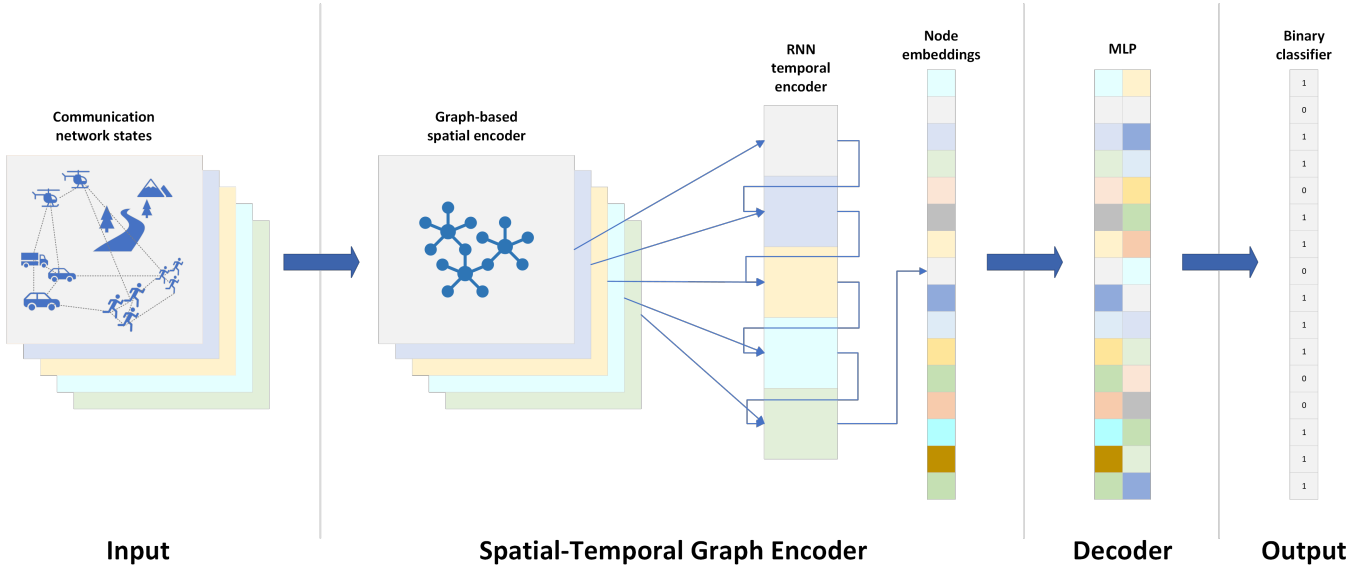 Communication
network states
Graph-based
spatial encoder
RNN
temporal
encoder
Node
embeddings
MLP
Binary
classifier
1
0
1
1
0
1
1
0
1
1
1
0
0
1
1
1
Input
Spatial-Temporal Graph Encoder
Decoder
Output